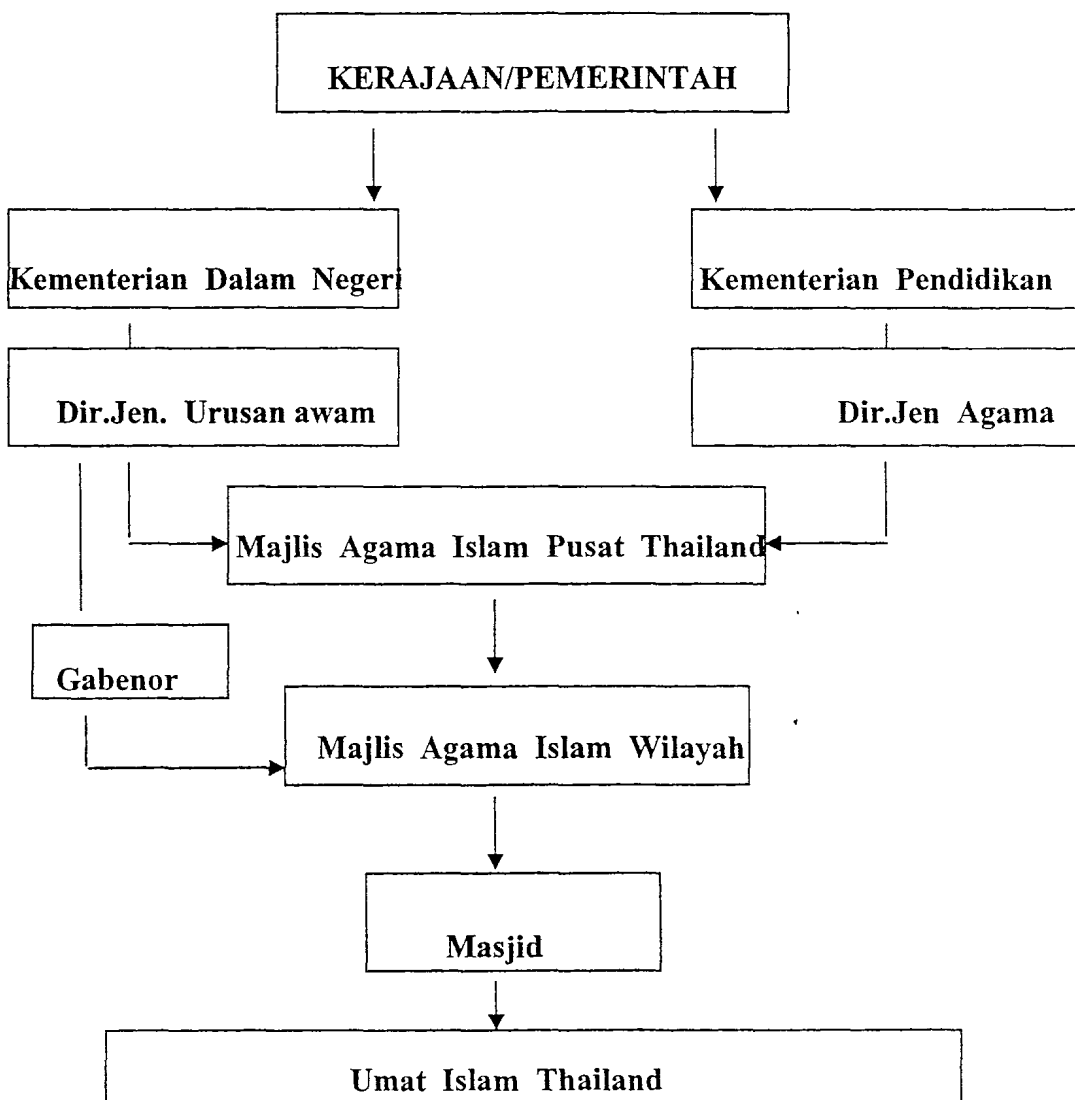 KERAJAAN/PEMERINTAH
Kementerian Dalam Negeri
Kementerian Pendidikan
Dir.Jen. Urusan awam
Dir.Jen Agama
Majlis Agama Islam Pusat Thailand
Gabenor
Majlis Agama Islam Wilayah
Masjid
Umat Islam Thailand